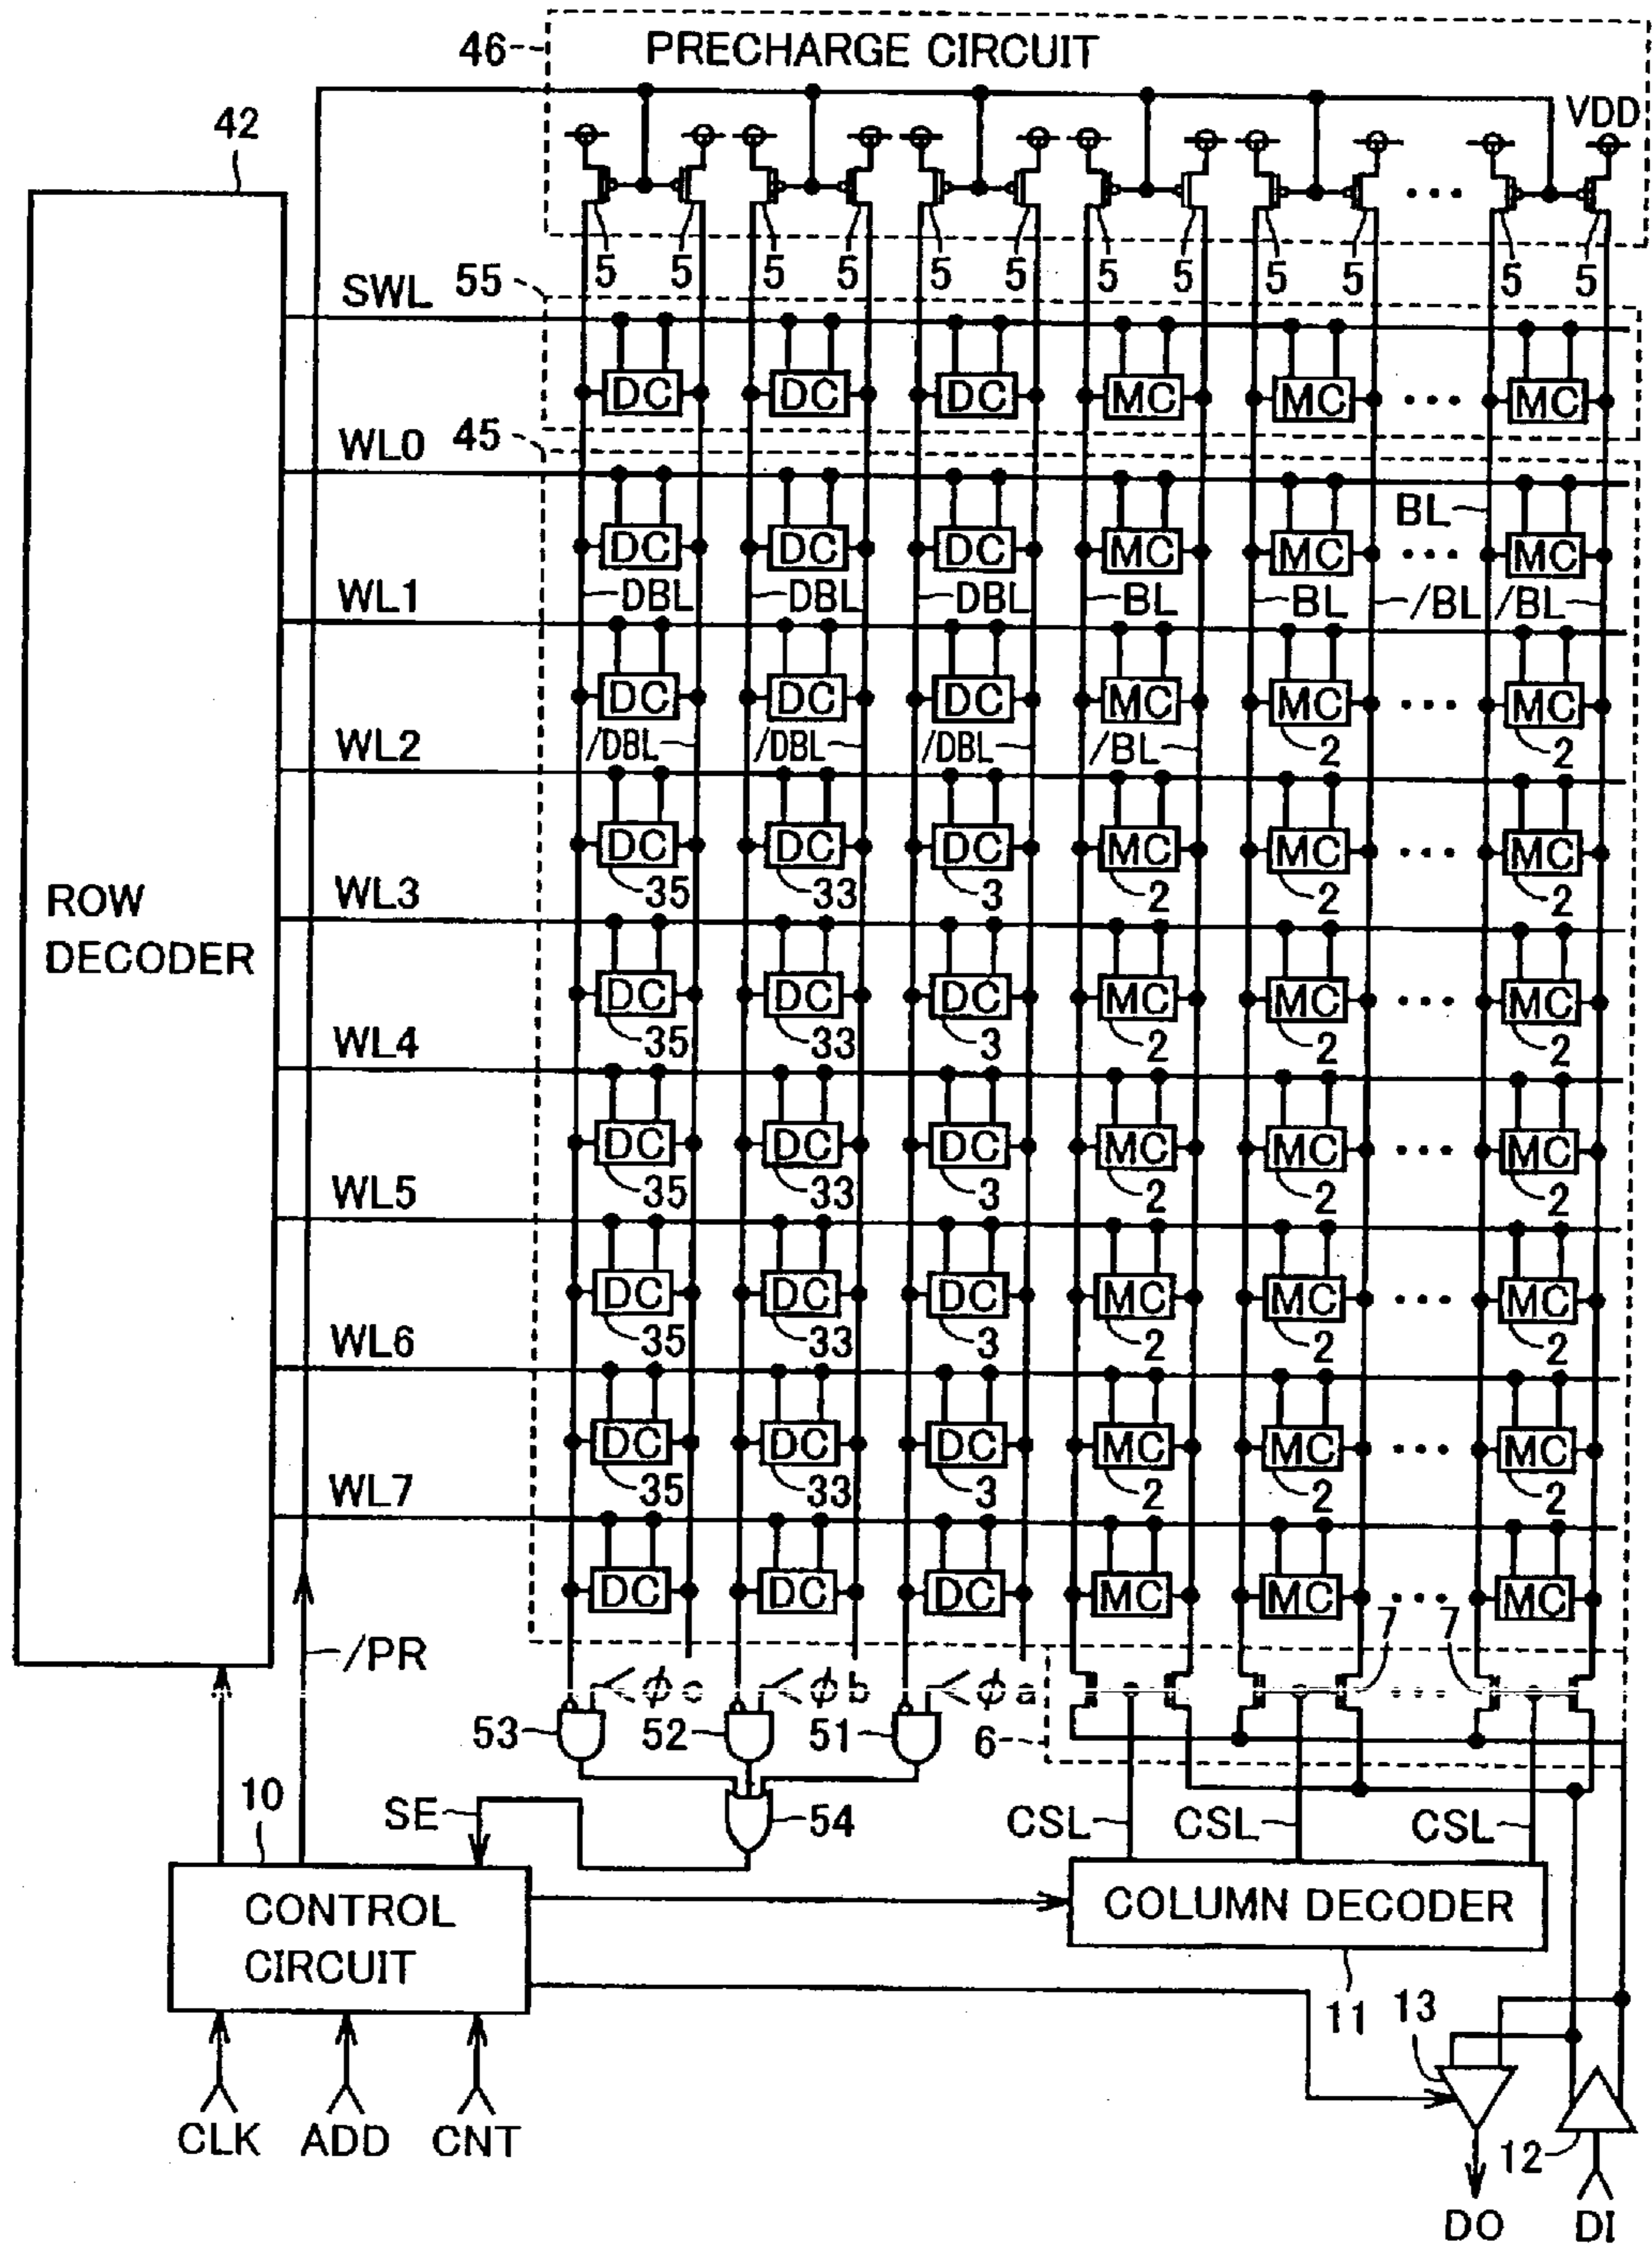 46 PRECHARGE CIRCUIT
42 VDD
5 5 5 5 5 5 5 5 5 5 ... 5 5
SWL 55
DC DC DC MC MC ... MC
WL0 45
BL
DC DC DC MC MC ... MC
WL1 DBL DBL DBL BL BL /BL /BL
DC DC DC MC MC ... MC
WL2 /DBL /DBL /DBL /BL 2 2
DC DC DC MC MC ... MC
ROW DECODER
WL3 35 33 3 2 2 2
DC DC DC MC MC ... MC
WL4 35 33 3 2 2 2
DC DC DC MC MC ... MC
WL5 35 33 3 2 2 2
DC DC DC MC MC ... MC
WL6 35 33 3 2 2 2
DC DC DC MC MC ... MC
WL7 35 33 3 2 2 2
DC DC DC MC MC ... MC
/PR 7 7
φc φb φa
53 52 51 6
10 SE 54 CSL CSL CSL
CONTROL CIRCUIT
COLUMN DECODER
11 13
CLK ADD CNT
12
DO DI